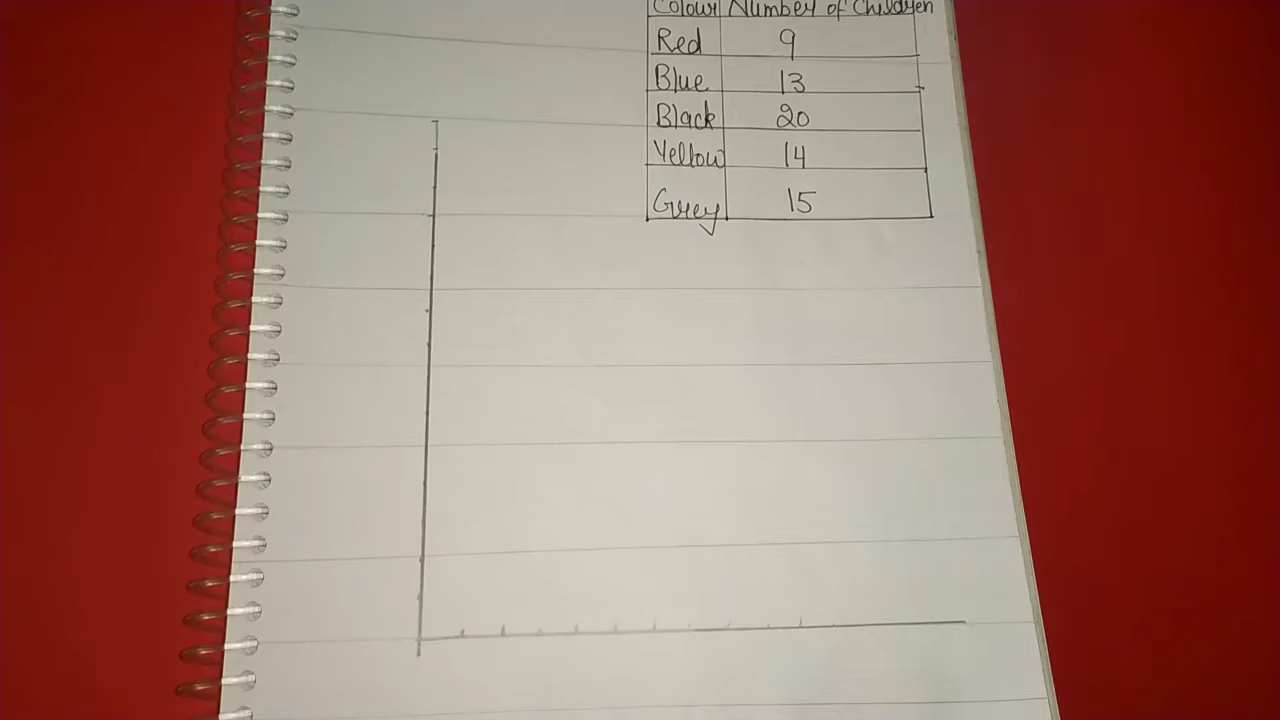 Colour Number of Children
Red 9
Blue 13
Black 20
Yellow 14
Grey 15